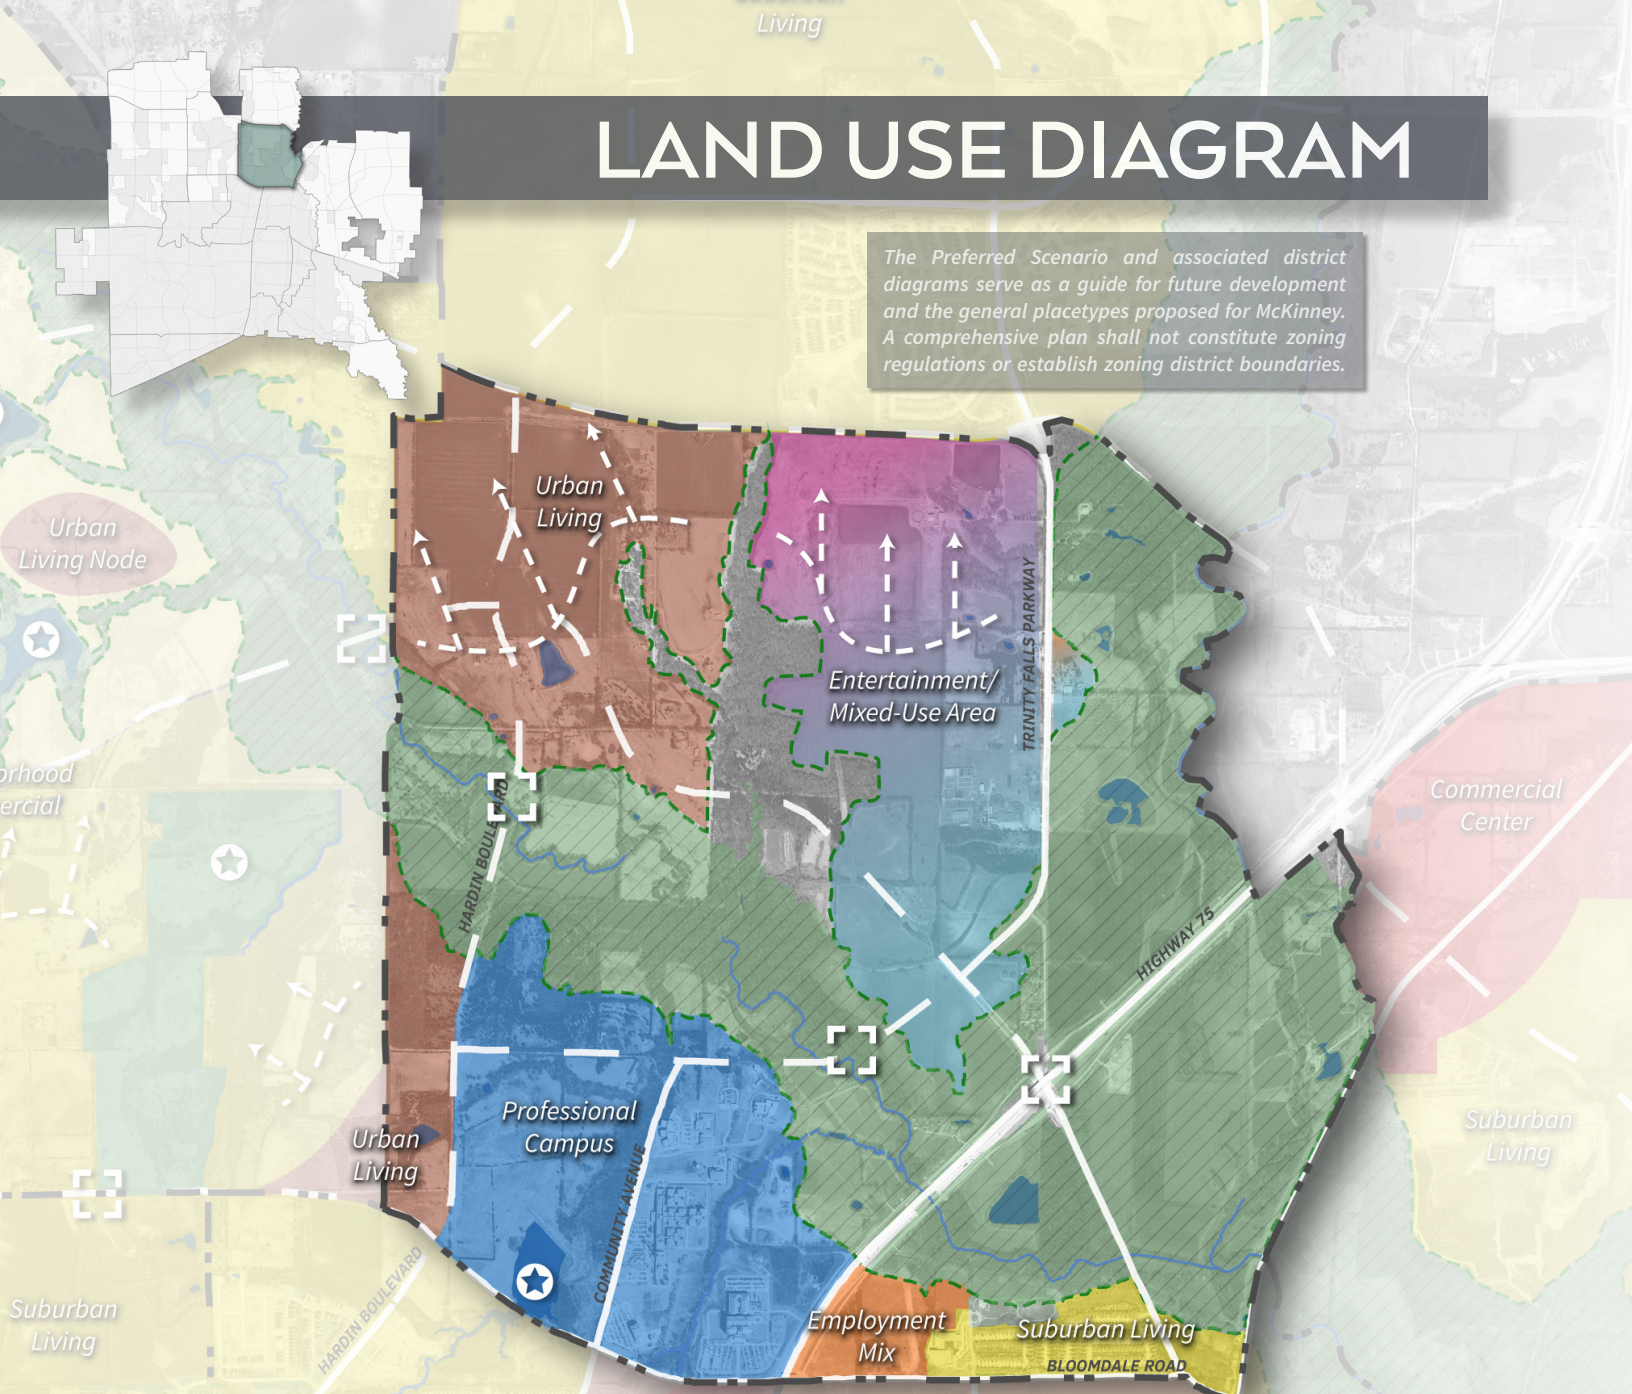 Living
LAND USE DIAGRAM
The Preferred Scenario and associated district
diagrams serve as a guide for future development
and the general placetypes proposed for McKinney.
A comprehensive plan shall not constitute zoning
regulations or establish zoning district boundaries.
Urban
Living
Urban
Living Node
TRINITY FALLS PARKWAY
Entertainment/
Mixed-Use Area
orhood
ercial
Commercial
Center
HARDIN BOULEVARD
HIGHWAY 75
Professional
Campus
Urban
Living
Suburban
Living
COMMUNITY AVENUE
HARDIN BOULEVARD
Suburban
Living
Employment
Mix
Suburban Living
BLOOMDALE ROAD